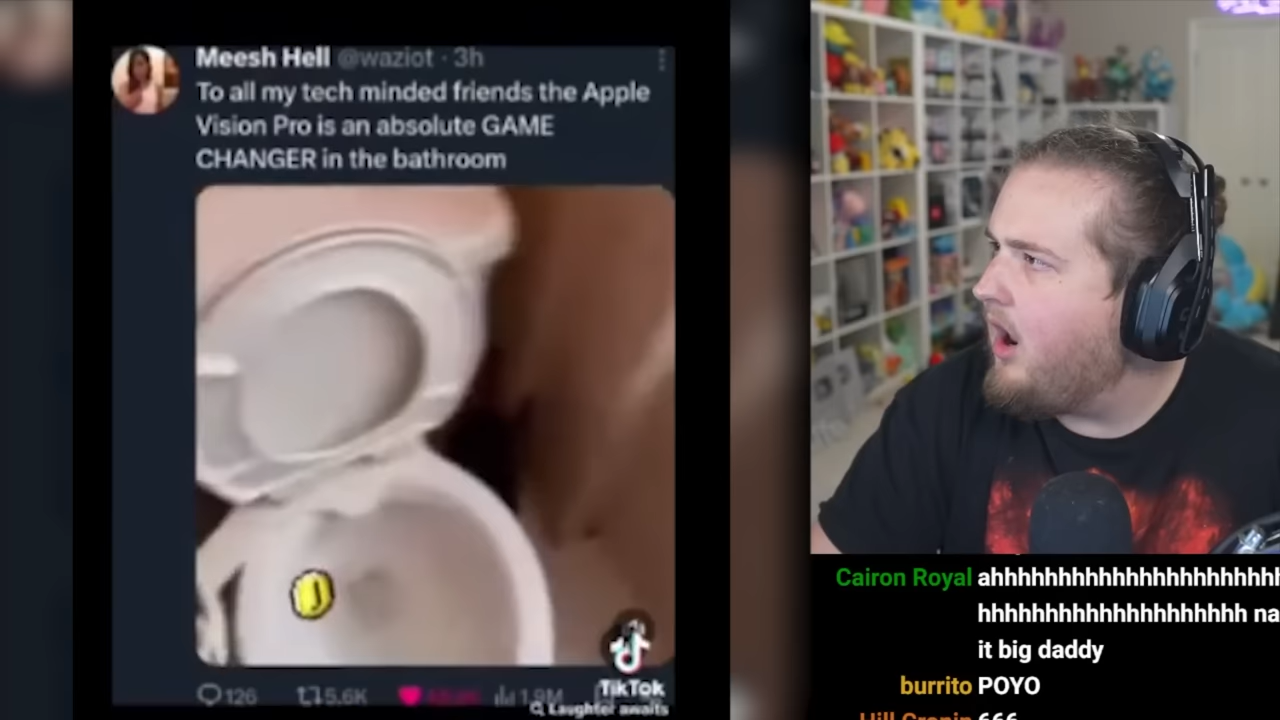 Meesh Hell @waziot · 3h
To all my tech minded friends the Apple
Vision Pro is an absolute GAME
CHANGER in the bathroom
126 5.6K 1.9M
TikTok
Laughter awaits
Cairon Royal ahhhhhhhhhhhhhhhhhhhhhhh
hhhhhhhhhhhhhhhhhhhh na
it big daddy
burrito POYO
666